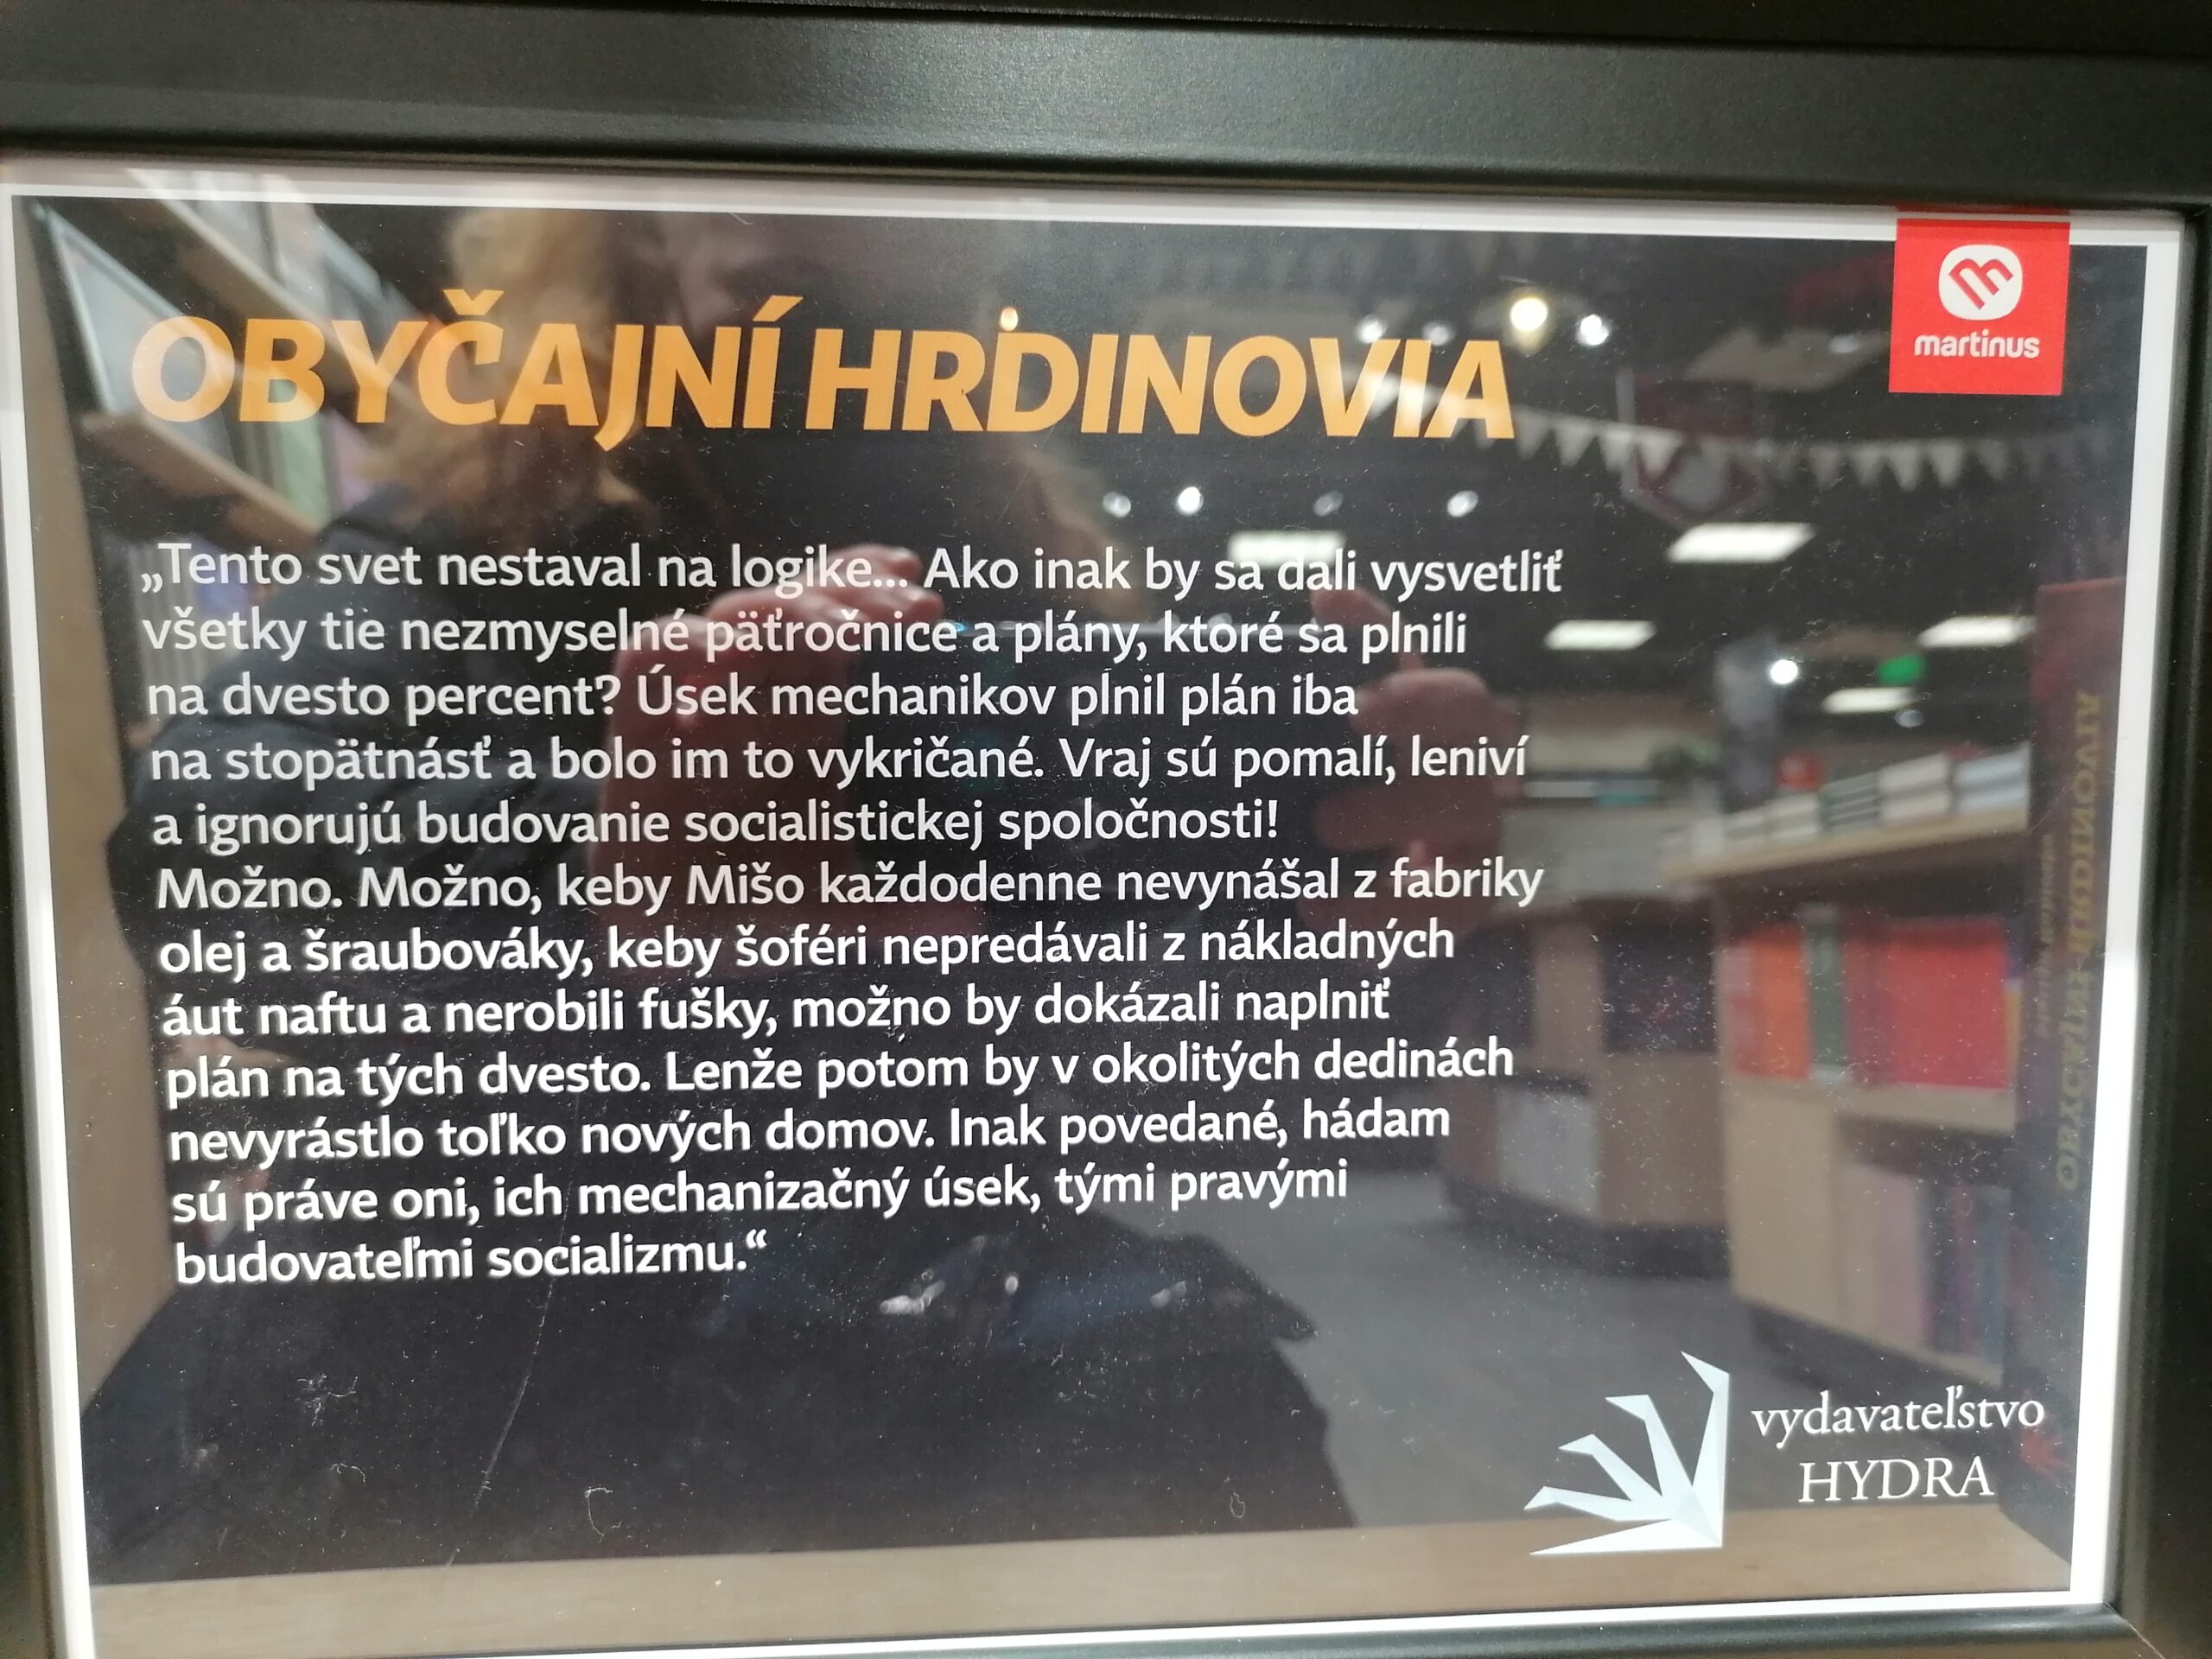 martinus
OBYČAJNÍ HRDINOVIA
„Tento svet nestaval na logike... Ako inak by sa dali vysvetliť
všetky tie nezmyselné päťročnice a plány, ktoré sa plnili
na dvesto percent? Úsek mechanikov plnil plán iba
na stopätnásť a bolo im to vykričané. Vraj sú pomalí, leniví
a ignorujú budovanie socialistickej spoločnosti!
Možno. Možno, keby Mišo každodenne nevynášal z fabriky
olej a šraubováky, keby šoféri nepredávali z nákladných
áut naftu a nerobili fušky, možno by dokázali naplniť
plán na tých dvesto. Lenže potom by v okolitých dedinách
nevyrástlo toľko nových domov. Inak povedané, hádam
sú práve oni, ich mechanizačný úsek, tými pravými
budovateľmi socializmu.“
vydavateľstvo
HYDRA
OBYČAJNÍ HRDINOVIA